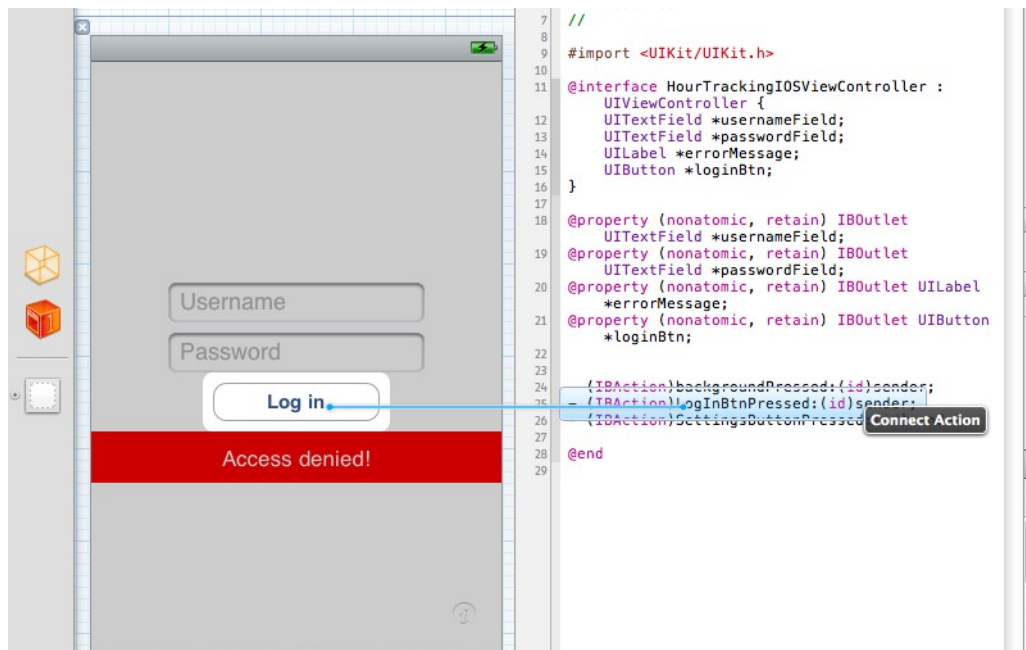 Username
Password
Log in
Access denied!
7 //
8
9 #import <UIKit/UIKit.h>
10
11 @interface HourTrackingIOSViewController :
UIViewController {
12 UITextField *usernameField;
13 UITextField *passwordField;
14 UILabel *errorMessage;
15 UIButton *loginBtn;
16 }
17
18 @property (nonatomic, retain) IBOutlet
UITextField *usernameField;
19 @property (nonatomic, retain) IBOutlet
UITextField *passwordField;
20 @property (nonatomic, retain) IBOutlet UILabel
*errorMessage;
21 @property (nonatomic, retain) IBOutlet UIButton
*loginBtn;
22
23
24 (IBAction)backgroundPressed:(id)sender;
25 - (IBAction)LogInBtnPressed:(id)sender;
26 (IBAction)SettingsButtonPressed
Connect Action
27
28 @end
29